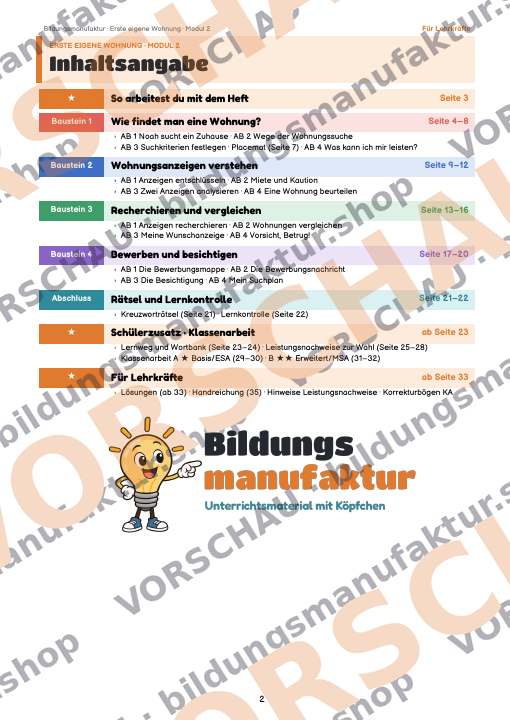 Bildungsmanufaktur · Erste eigene Wohnung · Modul 2
Für Lehrkräfte
ERSTE EIGENE WOHNUNG · MODUL 2
Inhaltsangabe
★ So arbeitest du mit dem Heft Seite 3
Baustein 1 Wie findet man eine Wohnung? Seite 4–8
› AB 1 Noah sucht ein Zuhause · AB 2 Wege der Wohnungssuche
› AB 3 Suchkriterien festlegen · Placemat (Seite 7) · AB 4 Was kann ich mir leisten?
Baustein 2 Wohnungsanzeigen verstehen Seite 9–12
› AB 1 Anzeigen entschlüsseln · AB 2 Miete und Kaution
› AB 3 Zwei Anzeigen analysieren · AB 4 Eine Wohnung beurteilen
Baustein 3 Recherchieren und vergleichen Seite 13–16
› AB 1 Anzeigen recherchieren · AB 2 Wohnungen vergleichen
› AB 3 Meine Wunschanzeige · AB 4 Vorsicht, Betrug!
Baustein 4 Bewerben und besichtigen Seite 17–20
› AB 1 Die Bewerbungsmappe · AB 2 Die Bewerbungsnachricht
› AB 3 Die Besichtigung · AB 4 Mein Suchplan
Abschluss Rätsel und Lernkontrolle Seite 21–22
› Kreuzworträtsel (Seite 21) · Lernkontrolle (Seite 22)
★ Schülerzusatz · Klassenarbeit ab Seite 23
› Lernweg und Wortbank (Seite 23–24) · Leistungsnachweise zur Wahl (Seite 25–28)
› Klassenarbeit A ★ Basis/ESA (29–30) · B ★★ Erweitert/MSA (31–32)
★ Für Lehrkräfte ab Seite 33
› Lösungen (ab 33) · Handreichung (35) · Hinweise Leistungsnachweise · Korrekturbögen KA
Bildungs
manufaktur
Unterrichtsmaterial mit Köpfchen
VORSCHAU · bildungsmanufaktur.shop
VORSCHAU
2